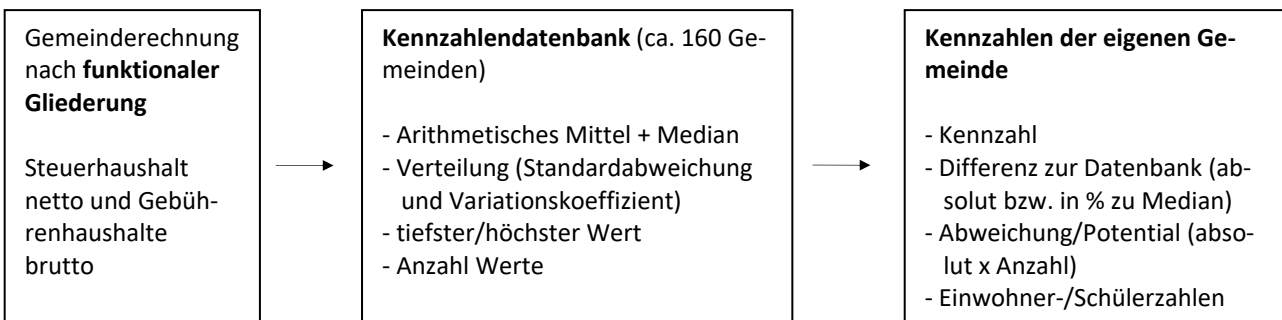 Gemeinderechnung
nach funktionaler
Gliederung
Steuerhaushalt
netto und Gebüh-
renhaushalte
brutto
Kennzahlendatenbank (ca. 160 Ge-
meinden)
- Arithmetisches Mittel + Median
- Verteilung (Standardabweichung
und Variationskoeffizient)
- tiefster/höchster Wert
- Anzahl Werte
Kennzahlen der eigenen Ge-
meinde
- Kennzahl
- Differenz zur Datenbank (ab-
solut bzw. in % zu Median)
- Abweichung/Potential (abso-
lut x Anzahl)
- Einwohner-/Schülerzahlen